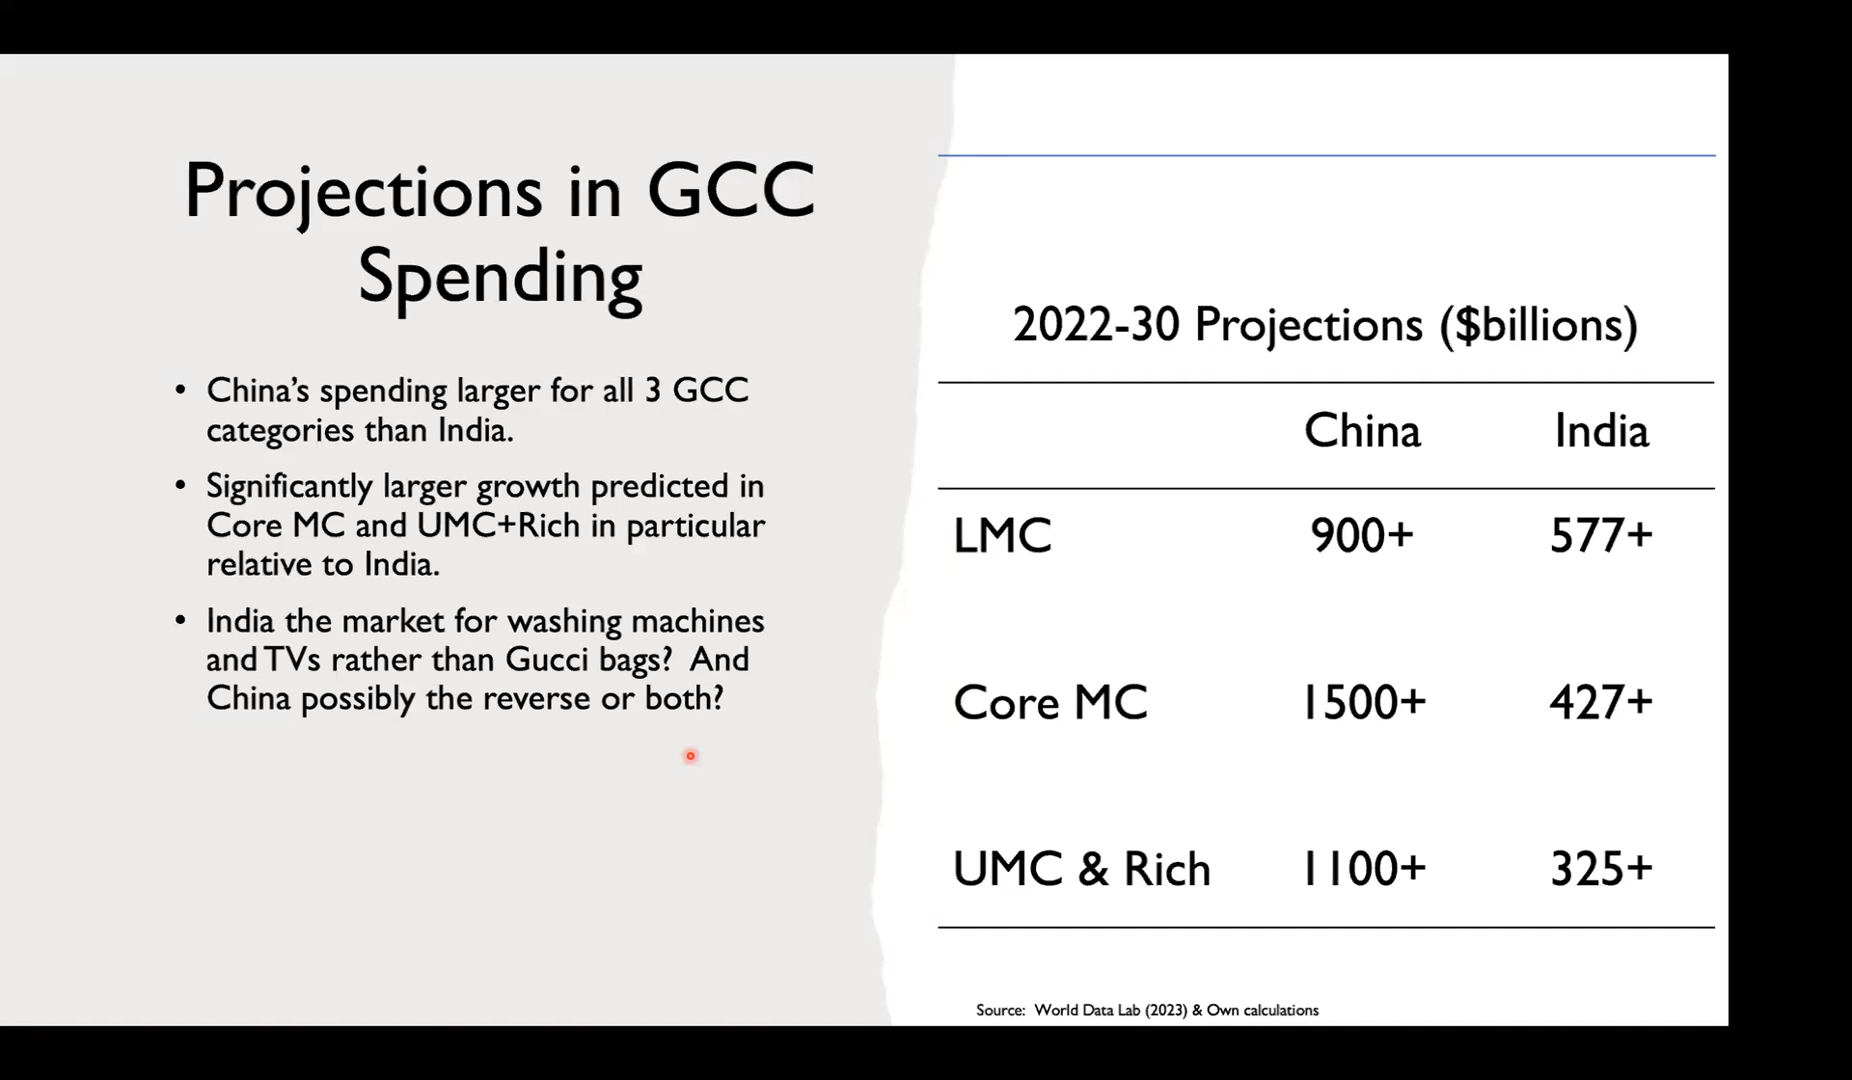 Projections in GCC
Spending
• China’s spending larger for all 3 GCC
categories than India.
• Significantly larger growth predicted in
Core MC and UMC+Rich in particular
relative to India.
• India the market for washing machines
and TVs rather than Gucci bags? And
China possibly the reverse or both?
2022-30 Projections ($billions)
China India
LMC 900+ 577+
Core MC 1500+ 427+
UMC & Rich 1100+ 325+
Source: World Data Lab (2023) & Own calculations